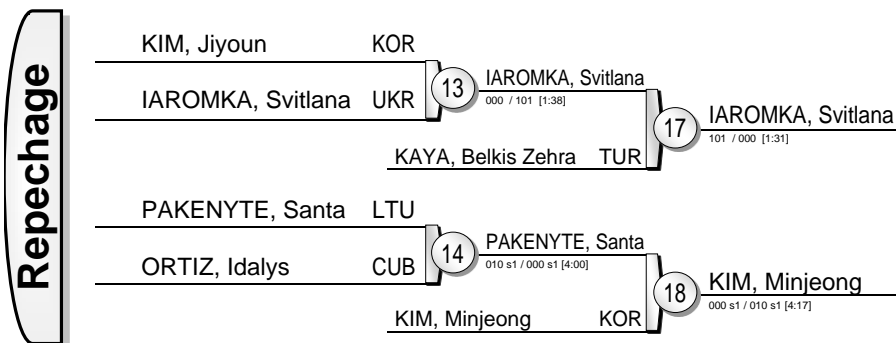 Repechage
KIM, Jiyoun KOR
IAROMKA, Svitlana UKR
13
IAROMKA, Svitlana
000 / 101 [1:38]
KAYA, Belkis Zehra TUR
17
IAROMKA, Svitlana
101 / 000 [1:31]
PAKENYTE, Santa LTU
ORTIZ, Idalys CUB
14
PAKENYTE, Santa
010 s1 / 000 s1 [4:00]
KIM, Minjeong KOR
18
KIM, Minjeong
000 s1 / 010 s1 [4:17]